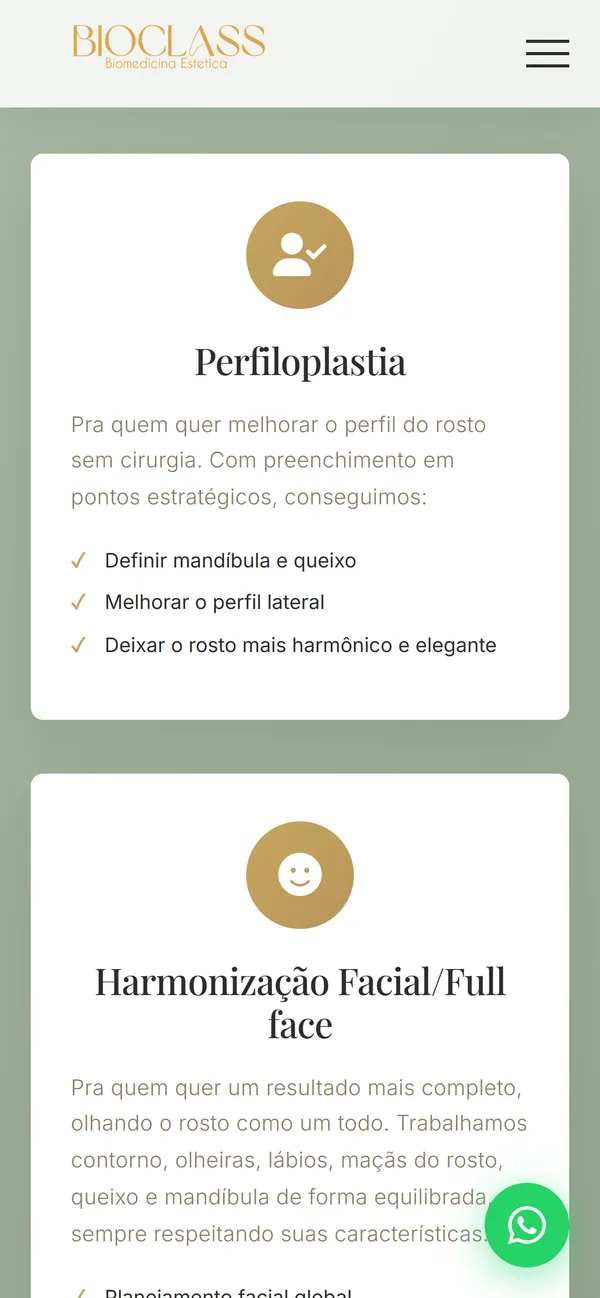 BIOCLASS
Biomedicina Estetica
Perfiloplastia
Pra quem quer melhorar o perfil do rosto
sem cirurgia. Com preenchimento em
pontos estratégicos, conseguimos:
✓ Definir mandíbula e queixo
✓ Melhorar o perfil lateral
✓ Deixar o rosto mais harmônico e elegante
Harmonização Facial/Full
face
Pra quem quer um resultado mais completo,
olhando o rosto como um todo. Trabalhamos
contorno, olheiras, lábios, maçãs do rosto,
queixo e mandíbula de forma equilibrada,
sempre respeitando suas características.
✓ Planejamento facial global